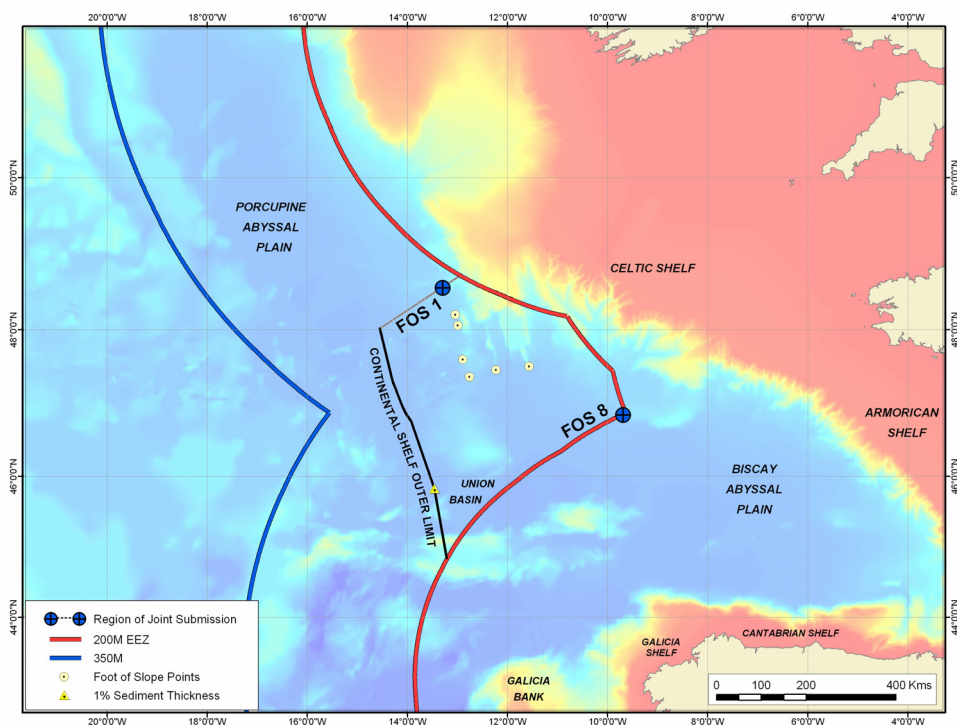 20°0'0"W 18°0'0"W 16°0'0"W 14°0'0"W 12°0'0"W 10°0'0"W 8°0'0"W 6°0'0"W 4°0'0"W
50°0'0"N
50°0'0"N
PORCUPINE
ABYSSAL
PLAIN
CELTIC SHELF
48°0'0"N
48°0'0"N
FOS 1
CONTINENTAL SHELF OUTER LIMIT
FOS 8
ARMORICAN
SHELF
46°0'0"N
46°0'0"N
UNION
BASIN
BISCAY
ABYSSAL
PLAIN
44°0'0"N
44°0'0"N
Region of Joint Submission
200M EEZ
350M
Foot of Slope Points
1% Sediment Thickness
GALICIA
SHELF
CANTABRIAN SHELF
GALICIA
BANK
0 100 200 400 Kms
20°0'0"W 18°0'0"W 16°0'0"W 14°0'0"W 12°0'0"W 10°0'0"W 8°0'0"W 6°0'0"W 4°0'0"W